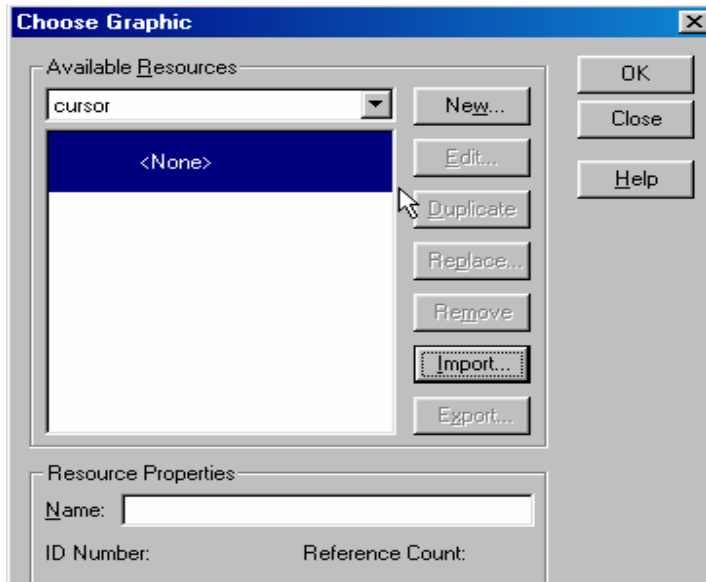 Choose Graphic
Available Resources
cursor
<None>
New...
Edit...
Duplicate
Replace...
Remove
Import...
Export...
OK
Close
Help
Resource Properties
Name:
ID Number: Reference Count: